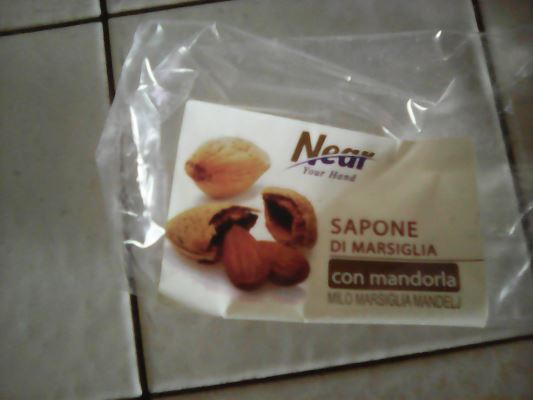 Near
Your Hand
SAPONE
DI MARSIGLIA
con mandorla
MILO MARSIGLIA MANDELJ